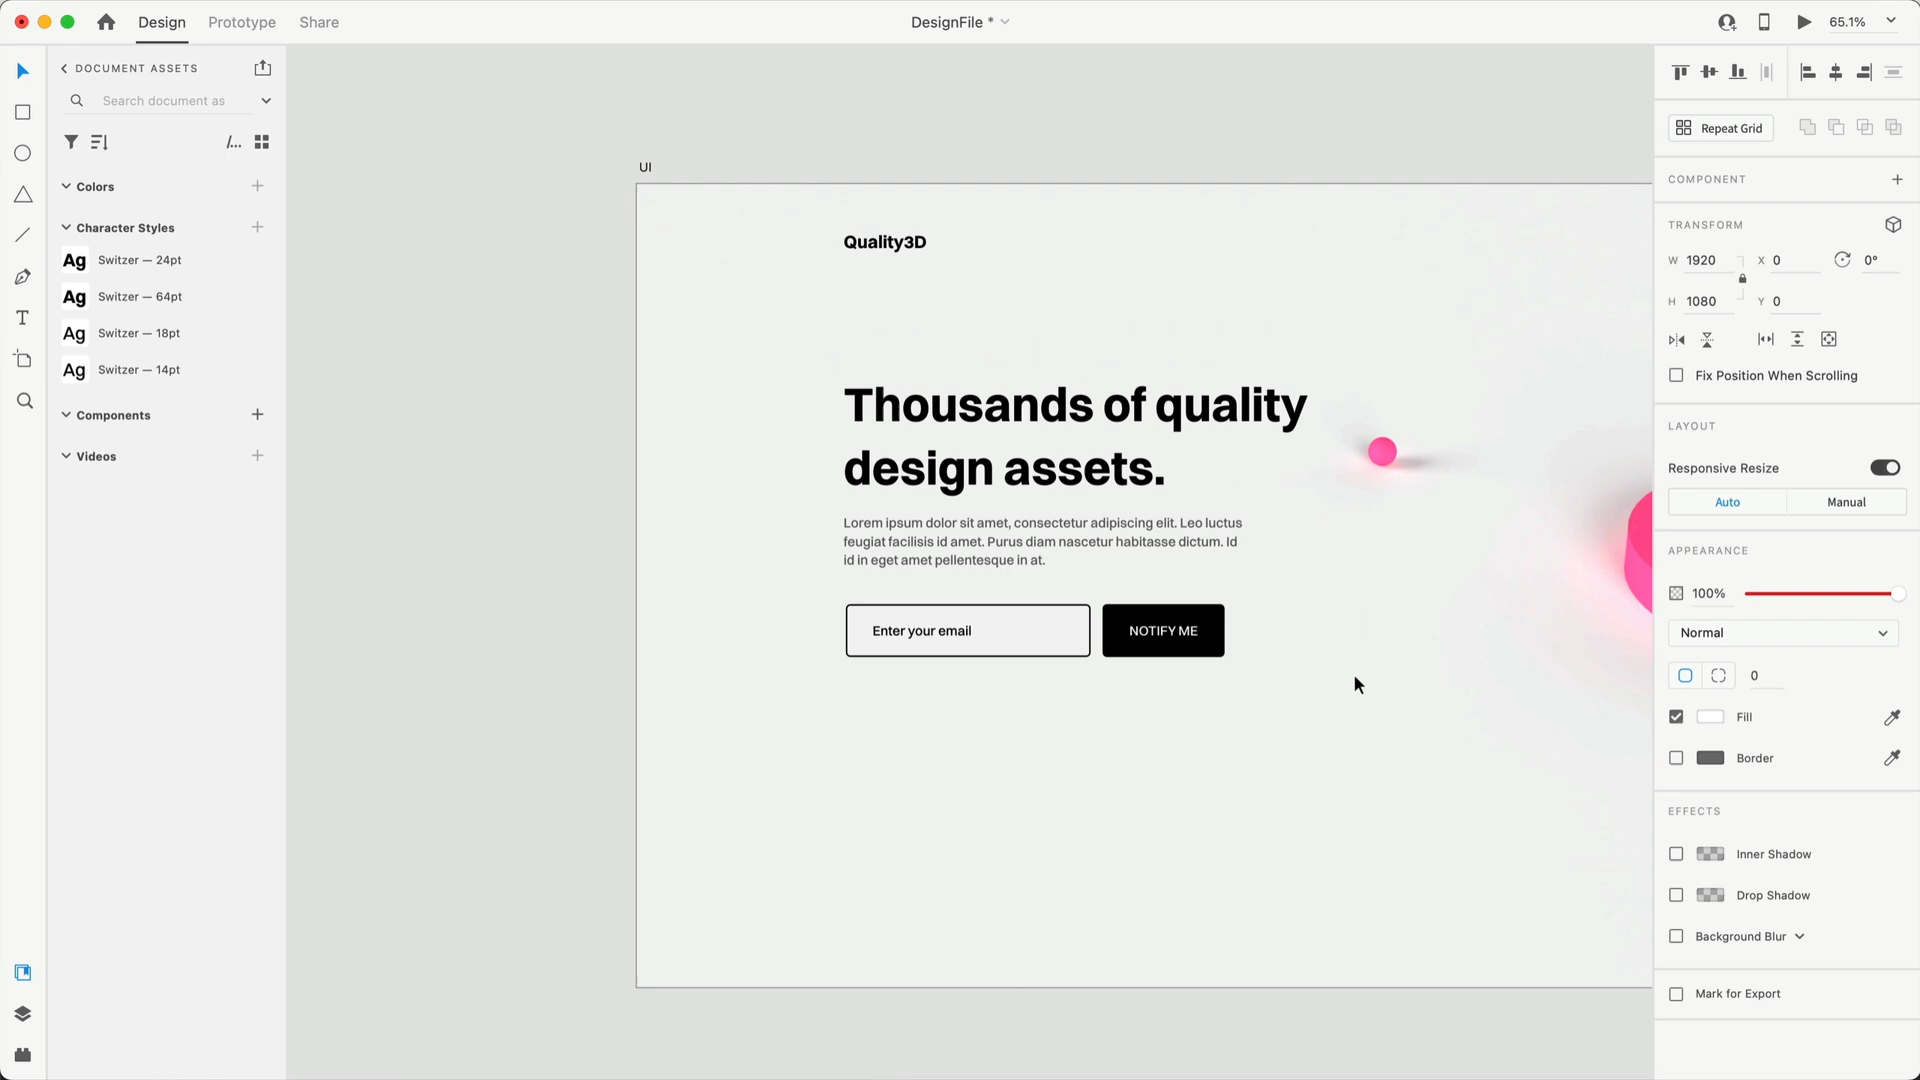 Design
Prototype
Share
DesignFile *
65.1%
DOCUMENT ASSETS
Search document as
/...
Colors
Character Styles
Ag Switzer — 24pt
Ag Switzer — 64pt
Ag Switzer — 18pt
Ag Switzer — 14pt
Components
Videos
UI
Quality3D
Thousands of quality
design assets.
Lorem ipsum dolor sit amet, consectetur adipiscing elit. Leo luctus
feugiat facilisis id amet. Purus diam nascetur habitasse dictum. Id
id in eget amet pellentesque in at.
Enter your email
NOTIFY ME
Repeat Grid
COMPONENT
TRANSFORM
W 1920 X 0 0°
H 1080 Y 0
Fix Position When Scrolling
LAYOUT
Responsive Resize
Auto Manual
APPEARANCE
100%
Normal
0
Fill
Border
EFFECTS
Inner Shadow
Drop Shadow
Background Blur
Mark for Export